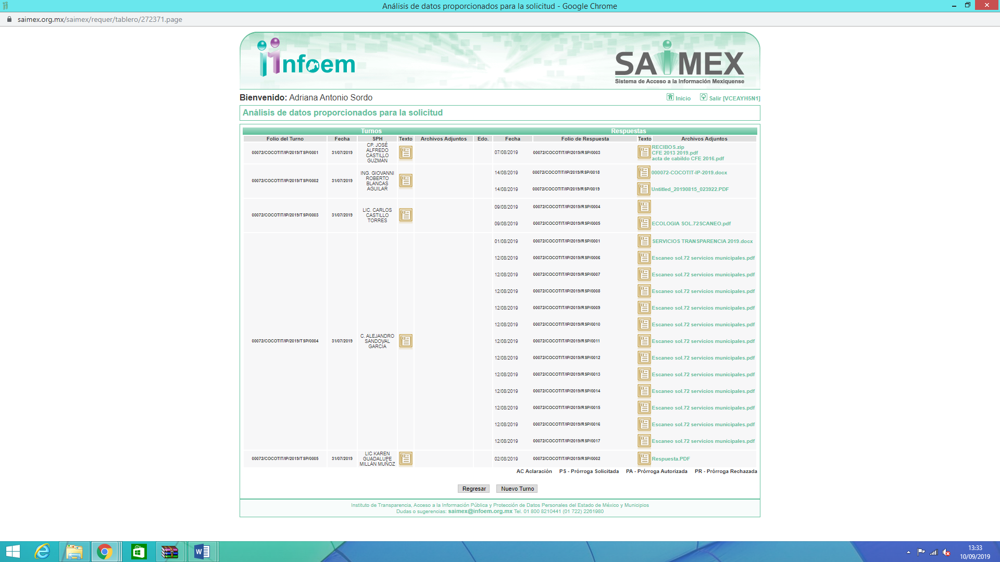 Análisis de datos proporcionados para la solicitud - Google Chrome
saimex.org.mx/saimex/requer/tablero/272371.page
infoem
SAIMEX
Sistema de Acceso a la Información Mexiquense
Bienvenido: Adriana Antonio Sordo
Inicio Salir [VCEAYH5N1]
Análisis de datos proporcionados para la solicitud
Turnos Respuestas
Folio del Turno Fecha SPH Texto Archivos Adjuntos Edo. Fecha Folio de Respuesta Texto Archivos Adjuntos
00072/COCOTIT/IP/2019/TSP/0001 31/07/2019 CP. JOSÉ ALFREDO CASTILLO GUZMÁN 07/08/2019 00072/COCOTIT/IP/2019/RSP/0003 RECIBOS.zip
CFE 2013 2019.pdf
acta de cabildo CFE 2016.pdf
00072/COCOTIT/IP/2019/TSP/0002 31/07/2019 ING. GIOVANNI ROBERTO BLANCAS AGUILAR 14/08/2019 00072/COCOTIT/IP/2019/RSP/0018 000072-COCOTIT-IP-2019.docx
14/08/2019 00072/COCOTIT/IP/2019/RSP/0019 Untitled_20190815_023922.PDF
00072/COCOTIT/IP/2019/TSP/0003 31/07/2019 LIC. CARLOS CASTILLO TORRES 09/08/2019 00072/COCOTIT/IP/2019/RSP/0004
09/08/2019 00072/COCOTIT/IP/2019/RSP/0005 ECOLOGIA SOL.72SCANEO.pdf
00072/COCOTIT/IP/2019/TSP/0004 31/07/2019 C. ALEJANDRO SANDOVAL GARCÍA 01/08/2019 00072/COCOTIT/IP/2019/RSP/0001 SERVICIOS TRANSPARENCIA 2019.docx
12/08/2019 00072/COCOTIT/IP/2019/RSP/0006 Escaneo sol.72 servicios municipales.pdf
12/08/2019 00072/COCOTIT/IP/2019/RSP/0007 Escaneo sol.72 servicios municipales.pdf
12/08/2019 00072/COCOTIT/IP/2019/RSP/0008 Escaneo sol.72 servicios municipales.pdf
12/08/2019 00072/COCOTIT/IP/2019/RSP/0009 Escaneo sol.72 servicios municipales.pdf
12/08/2019 00072/COCOTIT/IP/2019/RSP/0010 Escaneo sol.72 servicios municipales.pdf
12/08/2019 00072/COCOTIT/IP/2019/RSP/0011 Escaneo sol.72 servicios municipales.pdf
12/08/2019 00072/COCOTIT/IP/2019/RSP/0012 Escaneo sol.72 servicios municipales.pdf
12/08/2019 00072/COCOTIT/IP/2019/RSP/0013 Escaneo sol.72 servicios municipales.pdf
12/08/2019 00072/COCOTIT/IP/2019/RSP/0014 Escaneo sol.72 servicios municipales.pdf
12/08/2019 00072/COCOTIT/IP/2019/RSP/0015 Escaneo sol.72 servicios municipales.pdf
12/08/2019 00072/COCOTIT/IP/2019/RSP/0016 Escaneo sol.72 servicios municipales.pdf
12/08/2019 00072/COCOTIT/IP/2019/RSP/0017 Escaneo sol.72 servicios municipales.pdf
00072/COCOTIT/IP/2019/TSP/0005 31/07/2019 LIC KAREN GUADALUPE MILLÁN MUÑOZ 02/08/2019 00072/COCOTIT/IP/2019/RSP/0002 Respuesta.PDF
AC Aclaración PS - Prórroga Solicitada PA - Prórroga Autorizada PR - Prórroga Rechazada
Regresar Nuevo Turno
Instituto de Transparencia, Acceso a la Información Pública y Protección de Datos Personales del Estado de México y Municipios
Dudas o sugerencias: saimex@infoem.org.mx Tel. 01 800 8210441 (01 722) 2261980
13:33
10/09/2019